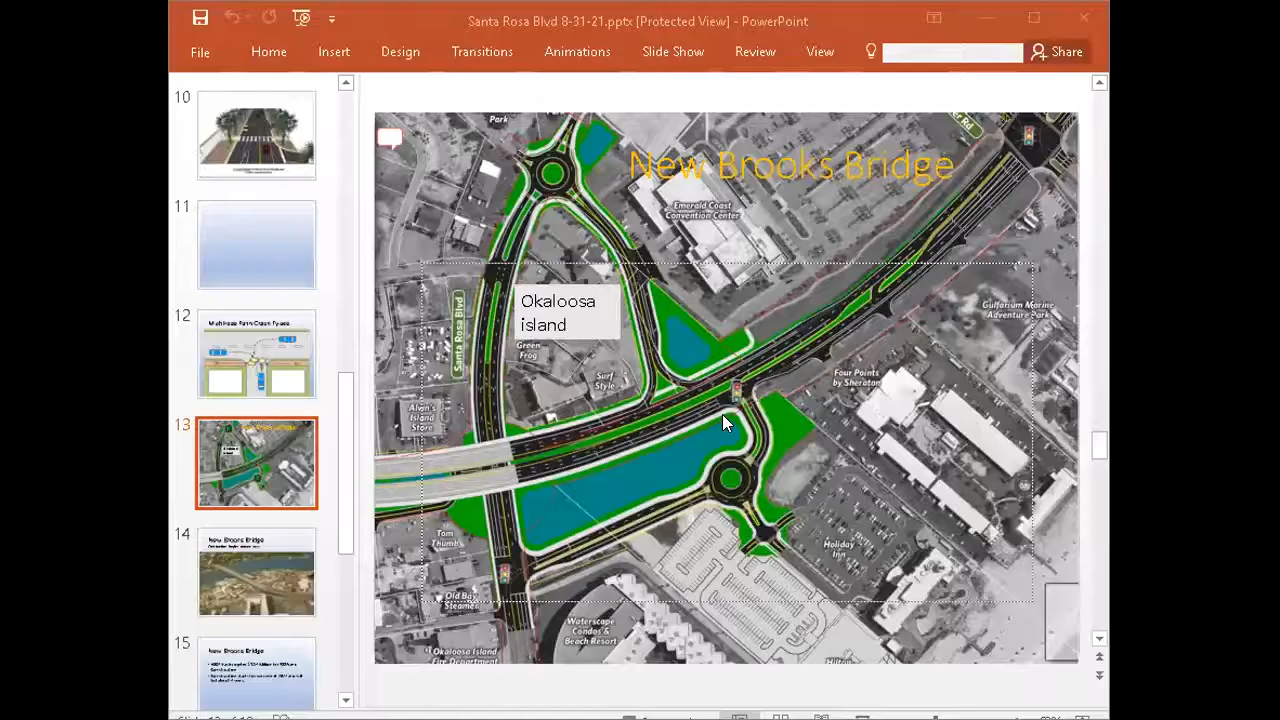 Santa Rosa Blvd 8-31-21.pptx [Protected View] - PowerPoint
File Home Insert Design Transitions Animations Slide Show Review View Share
10
11
12
13
14
New Brooks Bridge
15
New Brooks Bridge
Park
New Brooks Bridge
Emerald Coast
Convention Center
Okaloosa
island
Santa Rosa Blvd
Green
Frog
Surf
Style
Alvin's
Island
Store
Gulfarium Marine
Adventure Park
Four Points
by Sheraton
Tom
Thumb
Holiday
Inn
Old Bay
Steamer
Waterscape
Condos &
Beach Resort
Okaloosa Island
Fire Department
Hilton